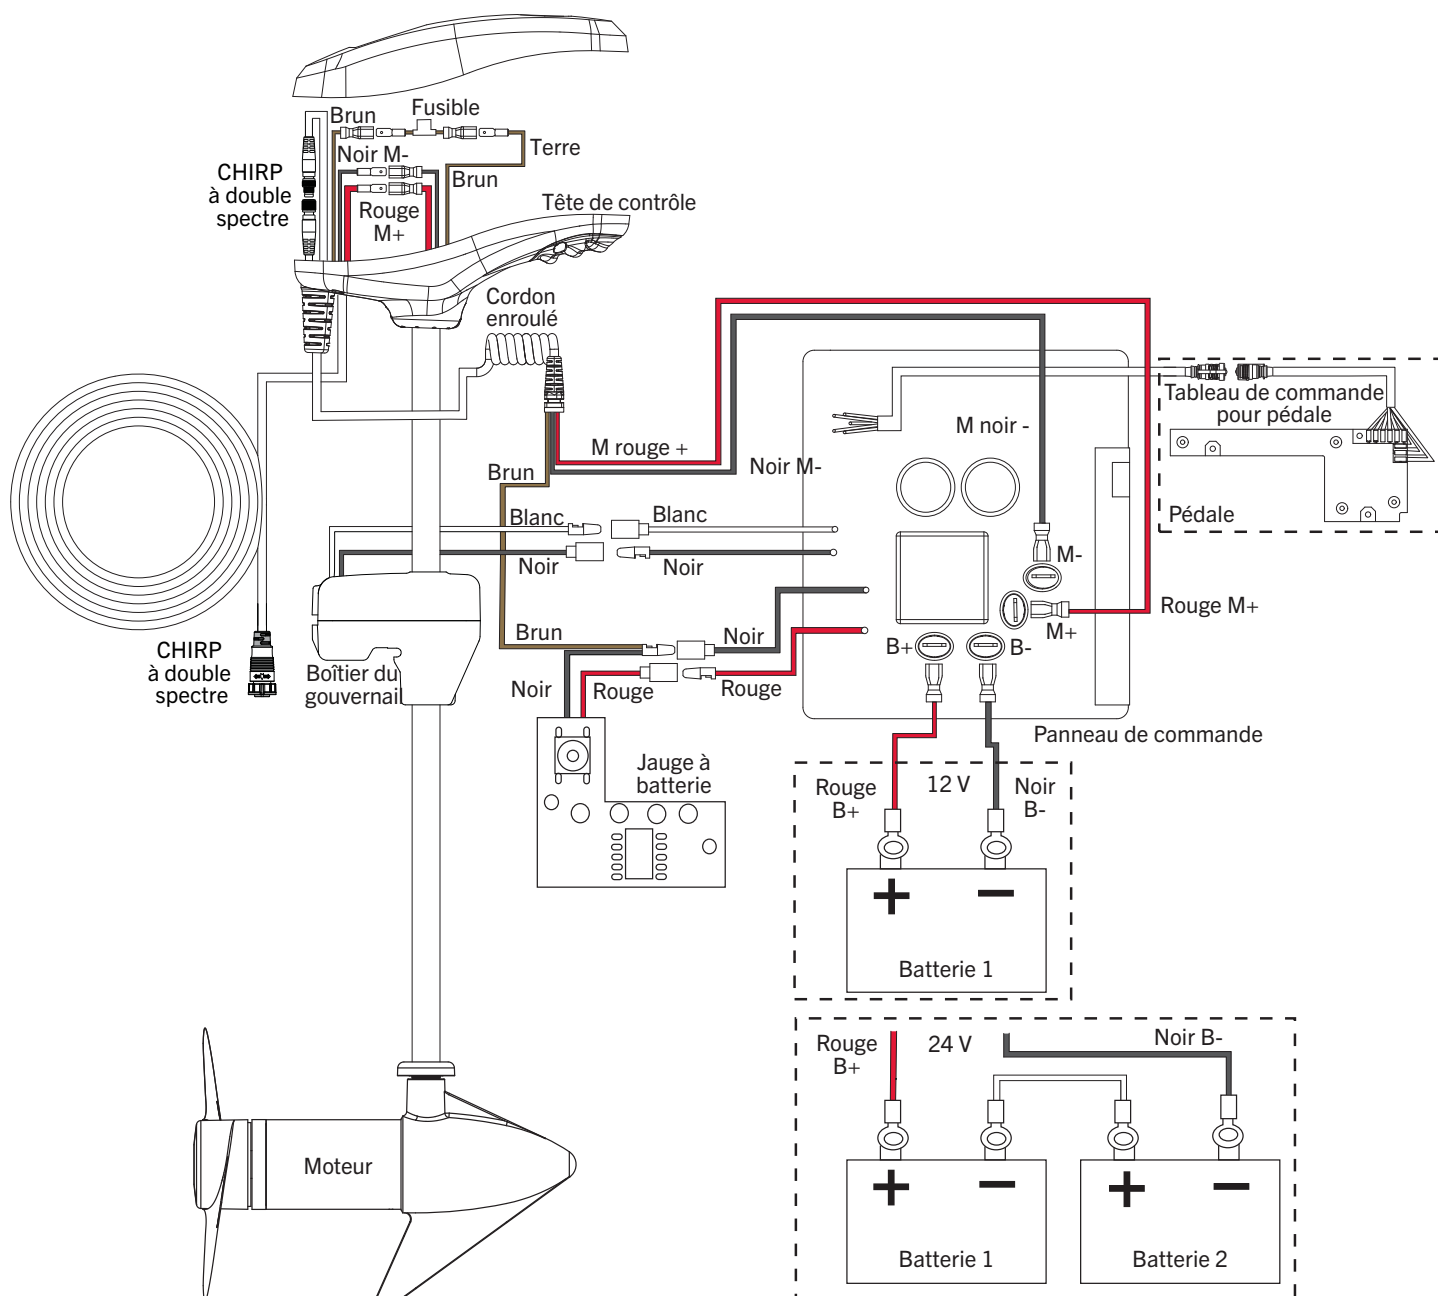 Brun
Fusible
Terre
Noir M-
Brun
CHIRP
à double
spectre
Rouge
M+
Tête de contrôle
Cordon
enroulé
Tableau de commande
pour pédale
M noir -
M rouge +
Noir M-
Brun
Pédale
Blanc
Blanc
Noir
Noir
M-
Rouge M+
M+
Brun
Noir
B+
B-
CHIRP
à double
spectre
Boîtier du
gouvernail
Noir
Rouge
Rouge
Panneau de commande
Jauge à
batterie
Rouge
B+
12 V
Noir
B-
+
−
Batterie 1
Rouge
B+
24 V
Noir B-
Moteur
+
−
+
−
Batterie 1
Batterie 2